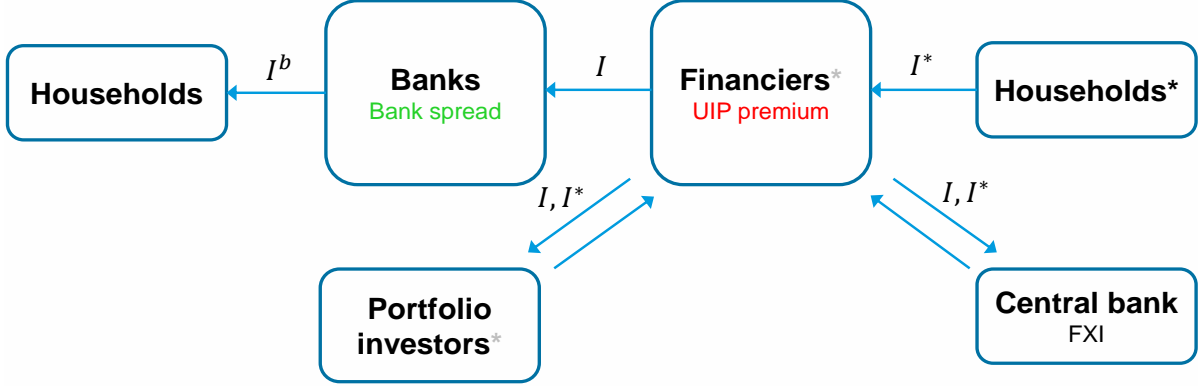 Households
I^b
Banks
Bank spread
I
Financiers*
UIP premium
I*
Households*
I, I*
I, I*
Portfolio
investors*
Central bank
FXI